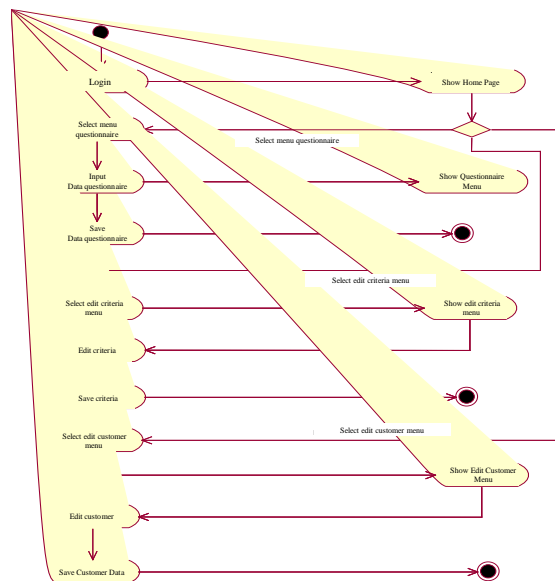 Login
Show Home Page
Select menu
questionnaire
Select menu questionnaire
Input
Data questionnaire
Show Questionnaire
Menu
Save
Data questionnaire
Select edit criteria menu
Select edit criteria
menu
Show edit criteria
menu
Edit criteria
Save criteria
Select edit customer menu
Select edit customer
menu
Show Edit Customer
Menu
Edit customer
Save Customer Data